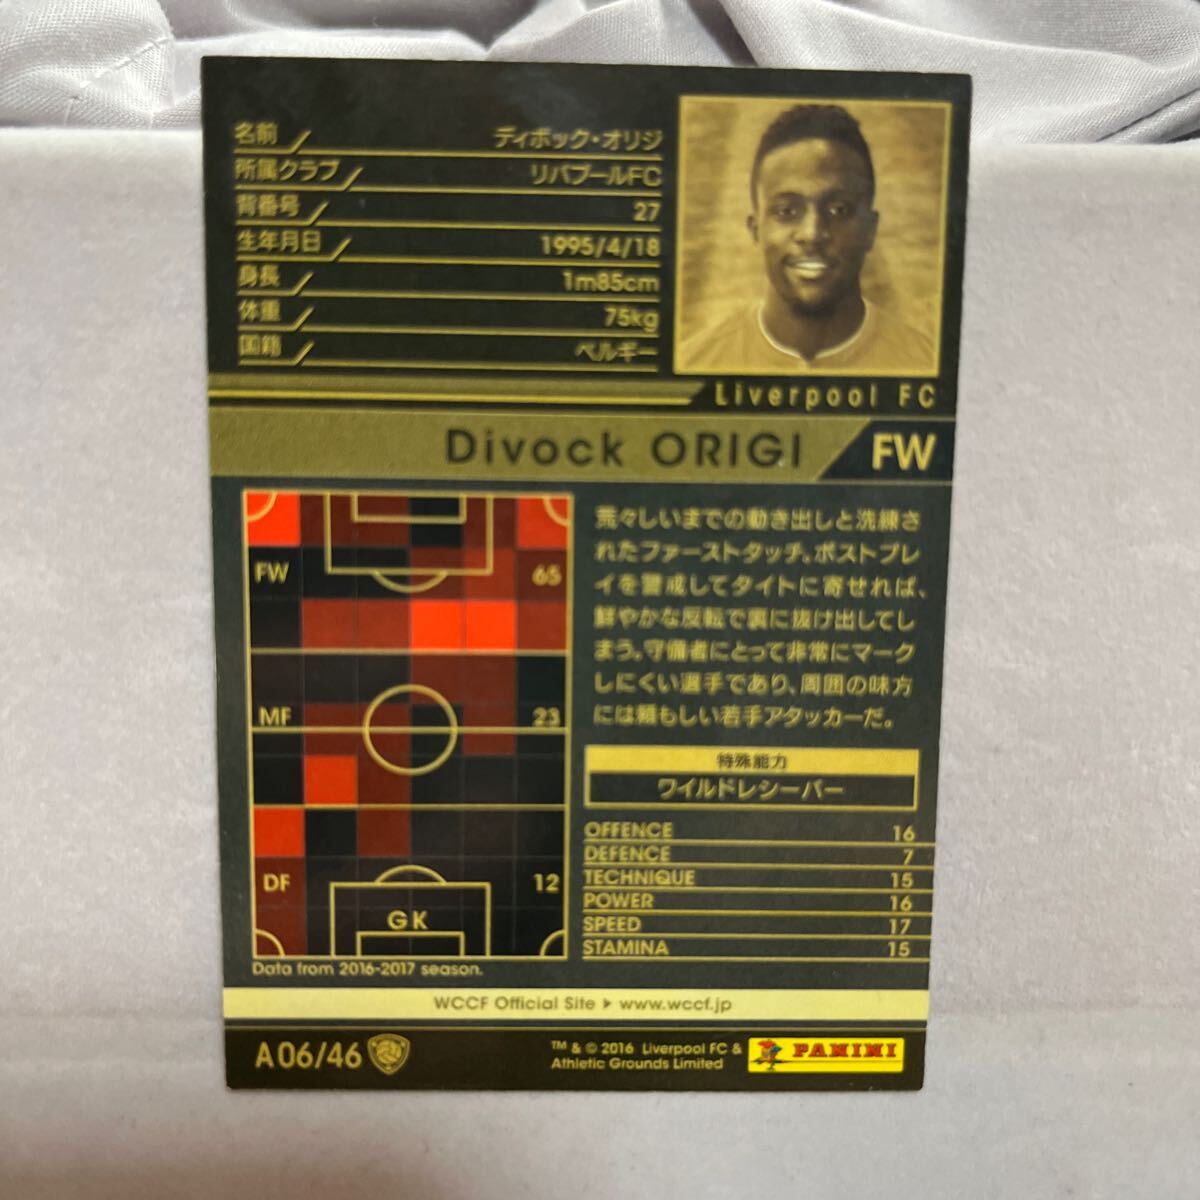 名前 ディボック・オリジ
所属クラブ リバプールFC
背番号 27
生年月日 1995/4/18
身長 1m85cm
体重 75kg
国籍 ベルギー
Liverpool FC
Divock ORIGI FW
FW 65
MF 23
DF 12
GK
Data from 2016-2017 season.
荒々しいまでの動き出しと洗練さ
れたファーストタッチ。ポストプレ
イを警戒してタイトに寄せれば、
鮮やかな反転で裏に抜け出してし
まう。守備者にとって非常にマーク
しにくい選手であり、周囲の味方
には頼もしい若手アタッカーだ。
特殊能力
ワイルドレシーバー
OFFENCE 16
DEFENCE 7
TECHNIQUE 15
POWER 16
SPEED 17
STAMINA 15
WCCF Official Site ▶ www.wccf.jp
A06/46
™ & © 2016 Liverpool FC &
Athletic Grounds Limited
PANINI